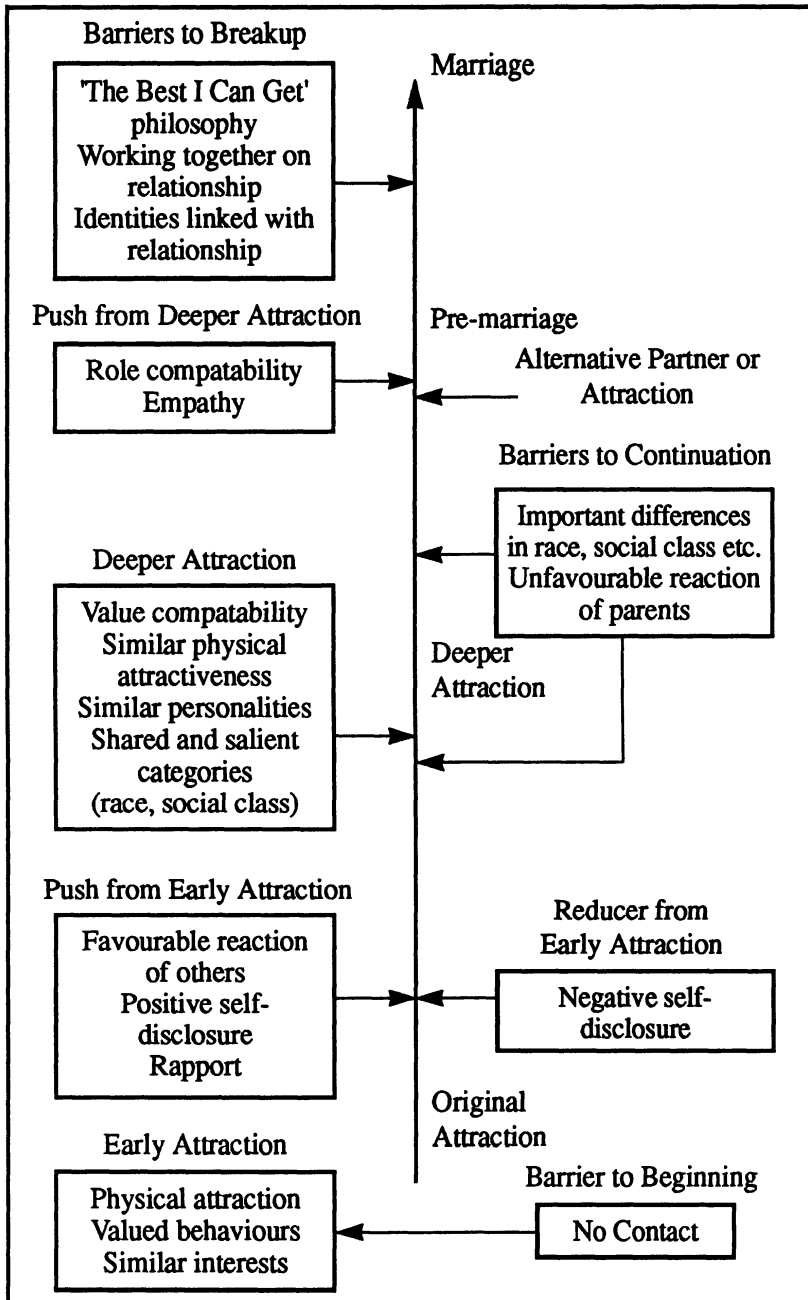 Barriers to Breakup
'The Best I Can Get'
philosophy
Working together on
relationship
Identities linked with
relationship
Marriage
Push from Deeper Attraction
Role compatability
Empathy
Pre-marriage
Alternative Partner or
Attraction
Barriers to Continuation
Important differences
in race, social class etc.
Unfavourable reaction
of parents
Deeper Attraction
Value compatability
Similar physical
attractiveness
Similar personalities
Shared and salient
categories
(race, social class)
Deeper
Attraction
Push from Early Attraction
Favourable reaction
of others
Positive self-
disclosure
Rapport
Reducer from
Early Attraction
Negative self-
disclosure
Original
Attraction
Early Attraction
Physical attraction
Valued behaviours
Similar interests
Barrier to Beginning
No Contact